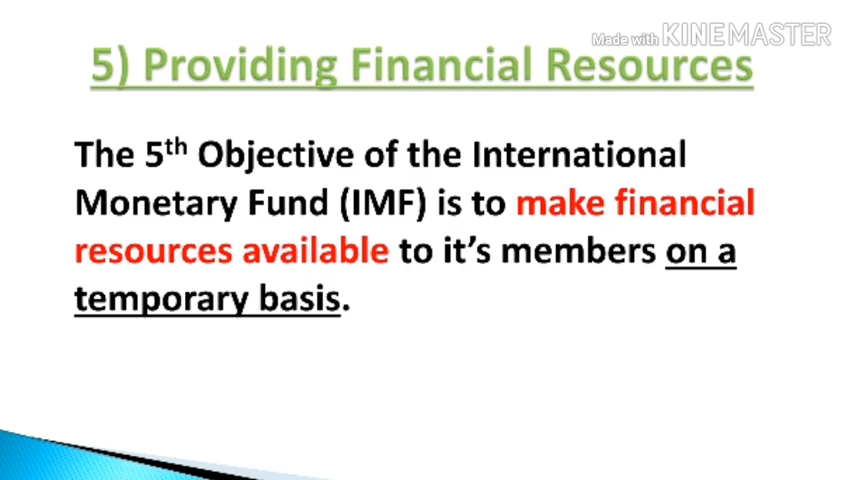 Made with KINEMASTER
5) Providing Financial Resources
The 5th Objective of the International
Monetary Fund (IMF) is to make financial
resources available to it's members on a
temporary basis.